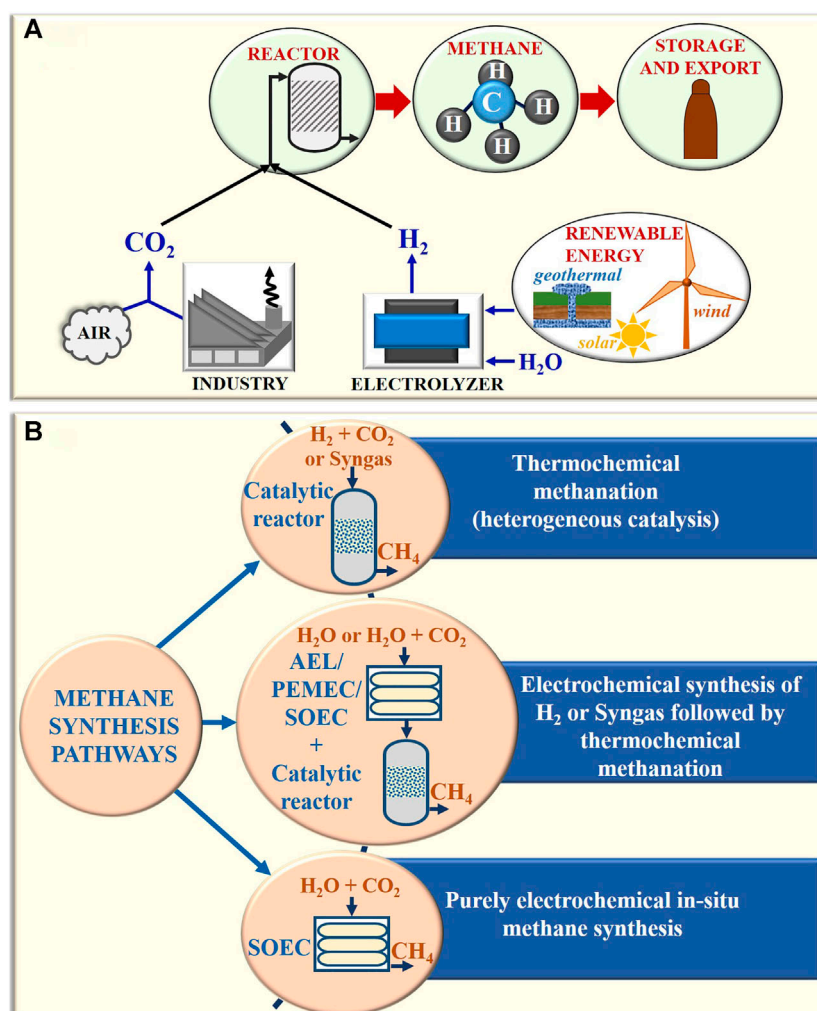 A
REACTOR
METHANE
STORAGE
AND EXPORT
H
C
H
H
H
CO₂
H₂
RENEWABLE
ENERGY
geothermal
wind
solar
AIR
INDUSTRY
ELECTROLYZER
H₂O
B
H₂ + CO₂
or Syngas
Catalytic
reactor
CH₄
Thermochemical
methanation
(heterogeneous catalysis)
METHANE
SYNTHESIS
PATHWAYS
H₂O or H₂O + CO₂
AEL/
PEMEC/
SOEC
+
Catalytic
reactor
CH₄
Electrochemical synthesis of
H₂ or Syngas followed by
thermochemical
methanation
H₂O + CO₂
SOEC
CH₄
Purely electrochemical in-situ
methane synthesis